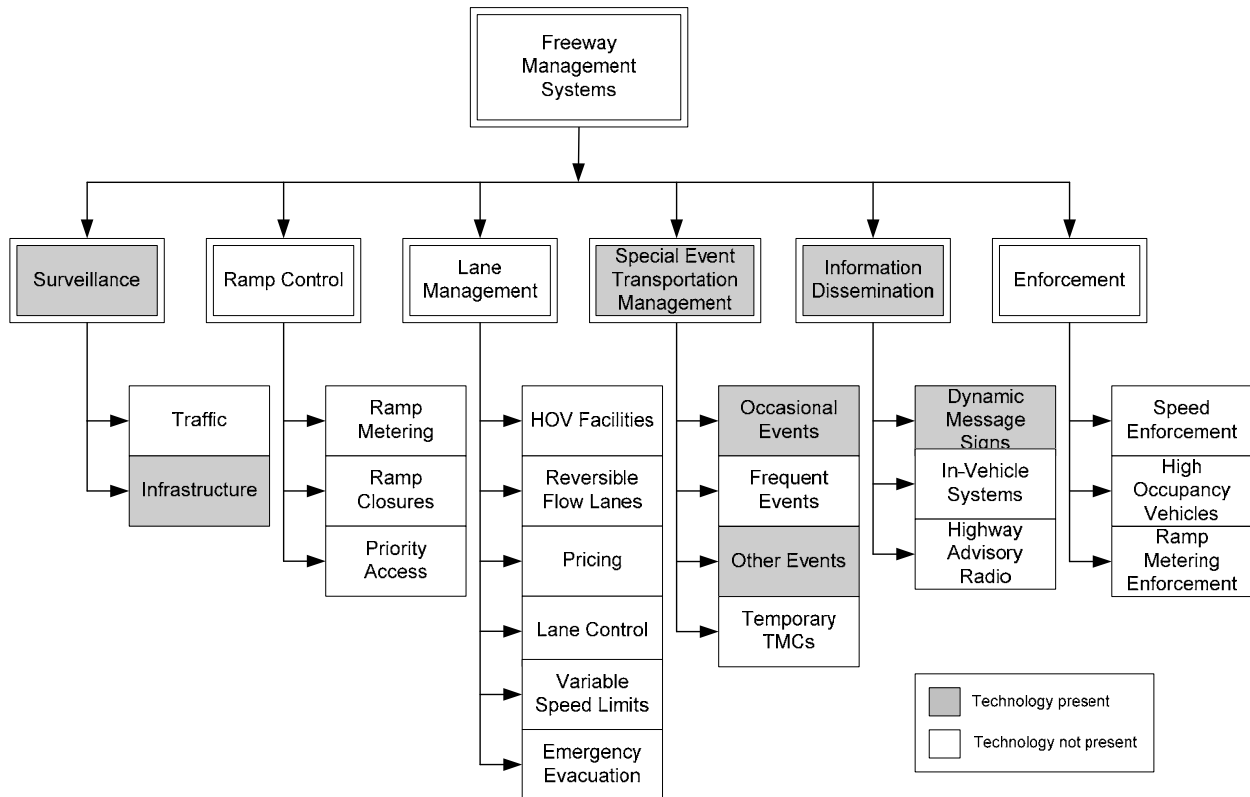 Freeway
Management
Systems
Surveillance
Ramp Control
Lane
Management
Special Event
Transportation
Management
Information
Dissemination
Enforcement
Traffic
Infrastructure
Ramp
Metering
Ramp
Closures
Priority
Access
HOV Facilities
Reversible
Flow Lanes
Pricing
Lane Control
Variable
Speed Limits
Emergency
Evacuation
Occasional
Events
Frequent
Events
Other Events
Temporary
TMCs
Dynamic
Message
Signs
In-Vehicle
Systems
Highway
Advisory
Radio
Speed
Enforcement
High
Occupancy
Vehicles
Ramp
Metering
Enforcement
Technology present
Technology not present